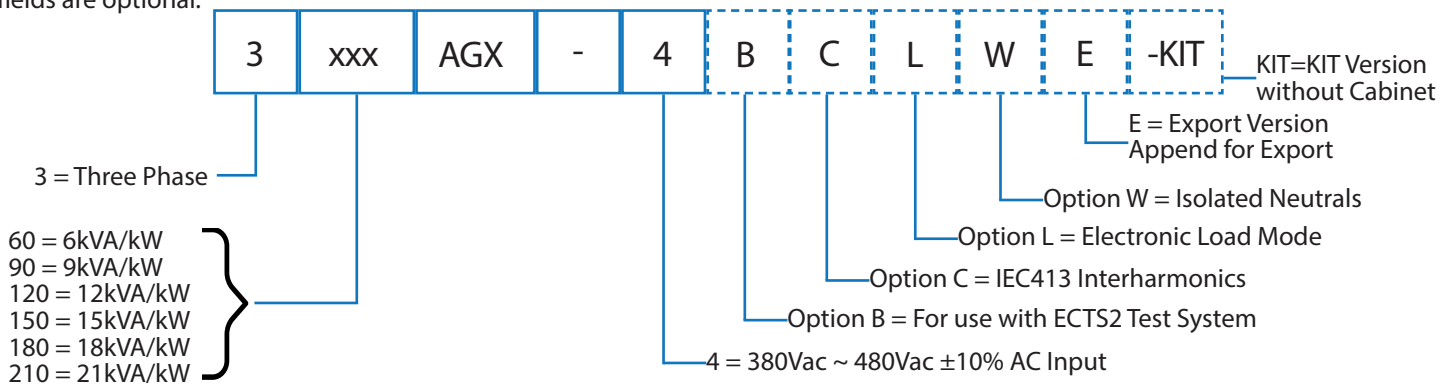 fields are optional.
3 xxx AGX - 4 B C L W E -KIT
KIT=KIT Version
without Cabinet
E = Export Version
Append for Export
3 = Three Phase
Option W = Isolated Neutrals
60 = 6kVA/kW
Option L = Electronic Load Mode
90 = 9kVA/kW
Option C = IEC413 Interharmonics
120 = 12kVA/kW
150 = 15kVA/kW
Option B = For use with ECTS2 Test System
180 = 18kVA/kW
4 = 380Vac ~ 480Vac ±10% AC Input
210 = 21kVA/kW